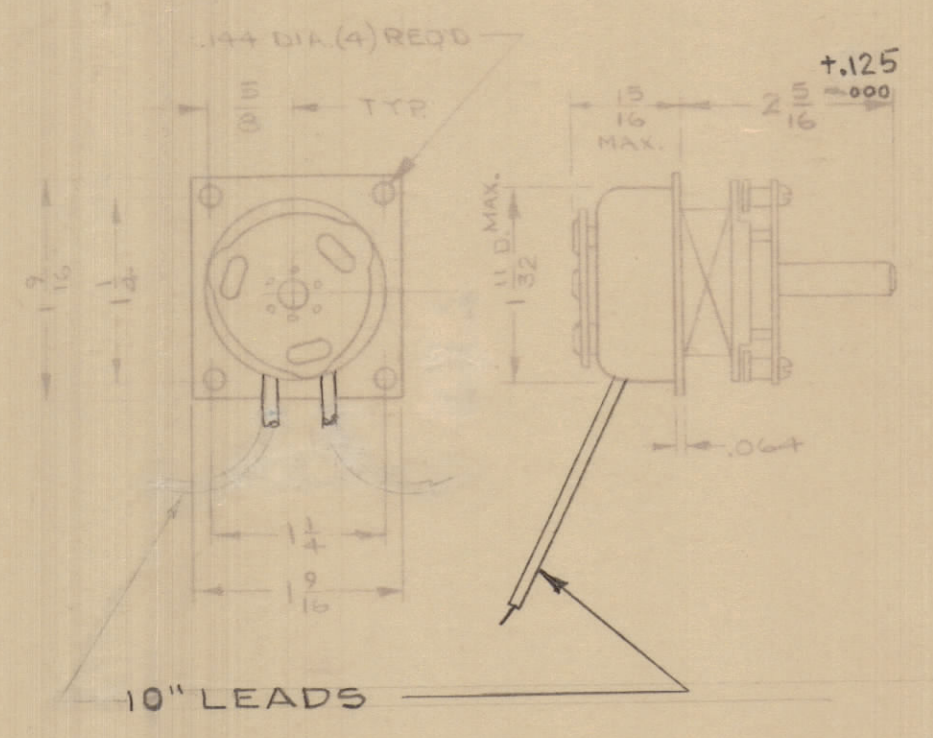 .144 DIA. (4) REQ'D
+.125
-.000
5/8 TYP.
15/16 MAX.
2 5/16
1 9/16
1 1/4
1 11/32 D. MAX.
.064
1 1/4
1 9/16
10" LEADS